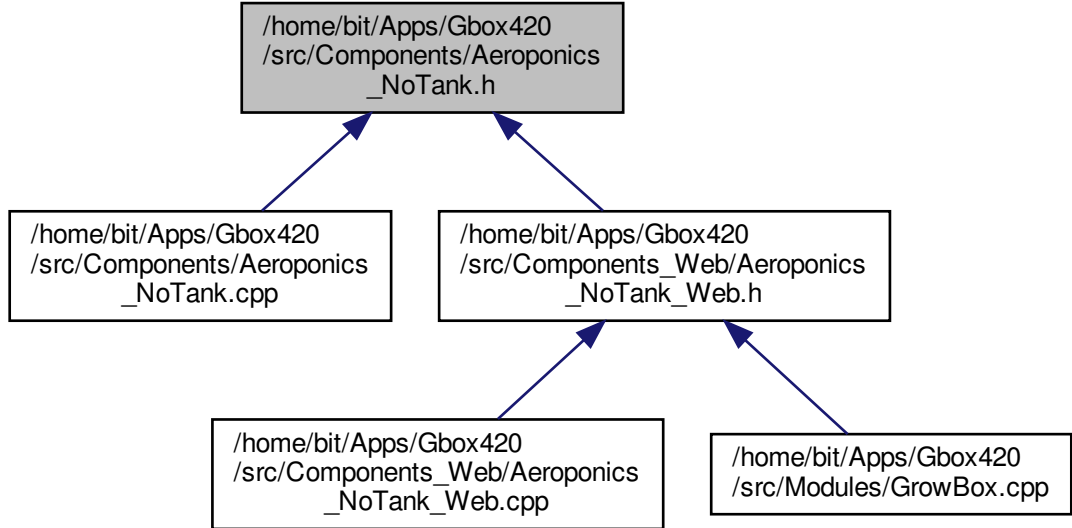 /home/bit/Apps/Gbox420
/src/Components/Aeroponics
_NoTank.h
/home/bit/Apps/Gbox420
/src/Components/Aeroponics
_NoTank.cpp
/home/bit/Apps/Gbox420
/src/Components_Web/Aeroponics
_NoTank_Web.h
/home/bit/Apps/Gbox420
/src/Components_Web/Aeroponics
_NoTank_Web.cpp
/home/bit/Apps/Gbox420
/src/Modules/GrowBox.cpp